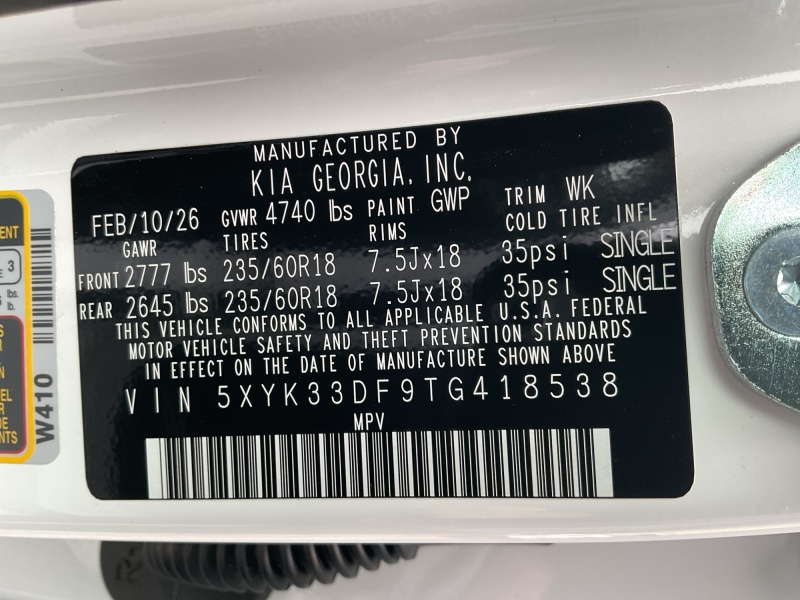 MANUFACTURED BY
KIA GEORGIA, INC.
FEB/10/26 GVWR 4740 lbs PAINT GWP TRIM WK
GAWR TIRES RIMS COLD TIRE INFL
FRONT 2777 lbs 235/60R18 7.5Jx18 35psi SINGLE
REAR 2645 lbs 235/60R18 7.5Jx18 35psi SINGLE
THIS VEHICLE CONFORMS TO ALL APPLICABLE U.S.A. FEDERAL
MOTOR VEHICLE SAFETY AND THEFT PREVENTION STANDARDS
IN EFFECT ON THE DATE OF MANUFACTURE SHOWN ABOVE
VIN 5XYK33DF9TG418538
MPV
3
lbs.
lb.
W410